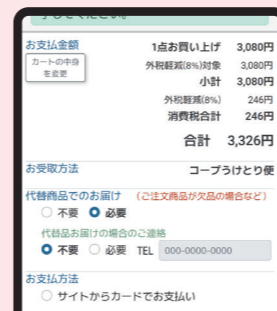 お支払金額 1点お買い上げ 3,080円
カートの中身を変更
外税軽減(8%)対象 3,080円
小計 3,080円
外税軽減(8%) 246円
消費税合計 246円
合計 3,326円
お受取方法 コープうけとり便
代替商品でのお届け (ご注文商品が欠品の場合など)
不要 必要
代替品お届けの場合のご連絡
不要 必要 TEL 000-0000-0000
お支払方法
サイトからカードでお支払い